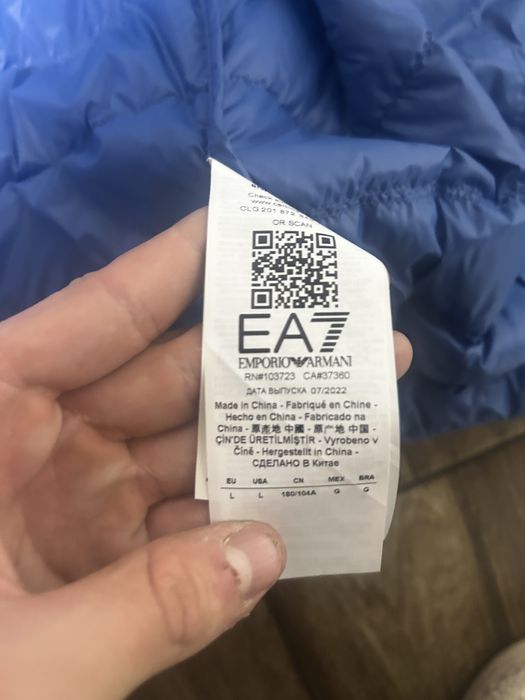 CLG 201 872
OR SCAN
EA7
EMPORIO ARMANI
RN#103723 CA#37360
ДАТА ВЫПУСКА 07/2022
Made in China - Fabriqué en Chine -
Hecho en China - Fabricado na
China - 原產地 中國 - 原产地 中国 -
ÇİN'DE ÜRETİLMİŞTİR - Vyrobeno v
Číně - Hergestellt in China -
СДЕЛАНО В Китае
EU USA CN MEX BRA
L L 180/104A G G